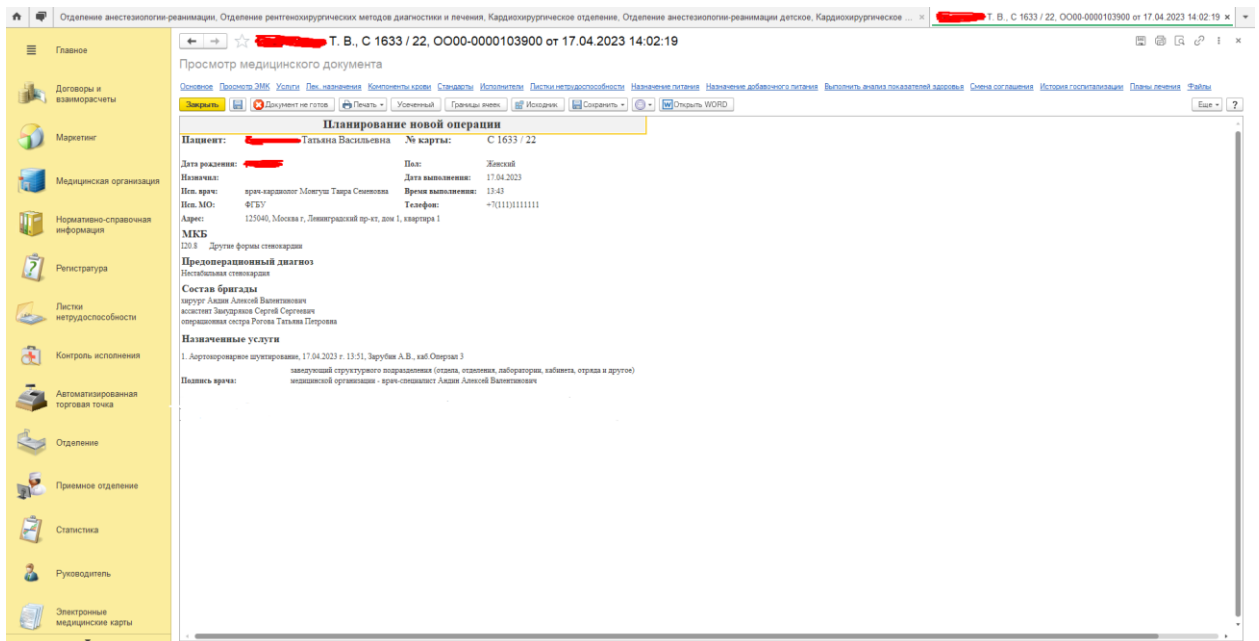 Отделение анестезиологии-реанимации, Отделение рентгенохирургических методов диагностики и лечения, Кардиохирургическое отделение, Отделение анестезиологии-реанимации детское, Кардиохирургическое ... ×
Т. В., С 1633 / 22, ОО00-0000103900 от 17.04.2023 14:02:19 ×
Главное
Договоры и
взаиморасчеты
Маркетинг
Медицинская организация
Нормативно-справочная
информация
Регистратура
Листки
нетрудоспособности
Контроль исполнения
Автоматизированная
торговая точка
Отделение
Приемное отделение
Статистика
Руководитель
Электронные
медицинские карты
Т. В., С 1633 / 22, ОО00-0000103900 от 17.04.2023 14:02:19
Просмотр медицинского документа
Основное Просмотр ЭМК Услуги Лек. назначения Компоненты крови Стандарты Исполнители Листки нетрудоспособности Назначение питания Назначение добавочного питания Выполнить анализ показателей здоровья Смена соглашения История госпитализации Планы лечения Файлы
Закрыть Документ не готов Печать Усеченный Границы ячеек Исходник Сохранить Открыть WORD Еще ?
Планирование новой операции
Пациент: Татьяна Васильевна № карты: С 1633 / 22
Дата рождения: Пол: Женский
Назначил: Дата выполнения: 17.04.2023
Исп. врач: врач-кардиолог Монгуш Таира Семеновна Время выполнения: 13:43
Исп. МО: ФГБУ Телефон: +7(111)1111111
Адрес: 125040, Москва г, Ленинградский пр-кт, дом 1, квартира 1
МКБ
I20.8 Другие формы стенокардии
Предоперационный диагноз
Нестабильная стенокардия
Состав бригады
хирург Андин Алексей Валентинович
ассистент Замудряков Сергей Сергеевич
операционная сестра Рогова Татьяна Петровна
Назначенные услуги
1. Аортокоронарное шунтирование, 17.04.2023 г. 13:51, Зарубин А.В., каб.Оперзал 3
заведующий структурного подразделения (отдела, отделения, лаборатории, кабинета, отряда и другое)
Подпись врача: медицинской организации - врач-специалист Андин Алексей Валентинович